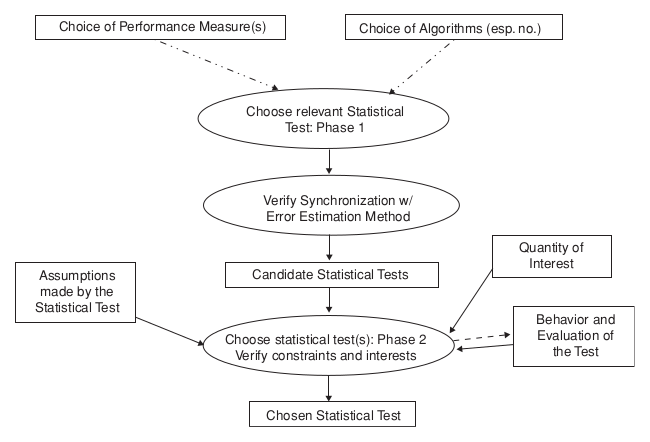 Choice of Performance Measure(s)
Choice of Algorithms (esp. no.)
Choose relevant Statistical
Test: Phase 1
Verify Synchronization w/
Error Estimation Method
Quantity of
Interest
Candidate Statistical Tests
Assumptions
made by the
Statistical Test
Behavior and
Evaluation of
the Test
Choose statistical test(s): Phase 2
Verify constraints and interests
Chosen Statistical Test